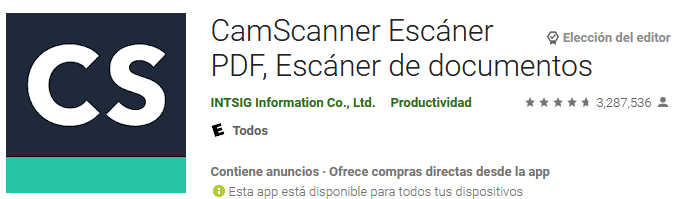 CS
CamScanner Escáner
PDF, Escáner de documentos
Elección del editor
INTSIG Information Co., Ltd. Productividad
3,287,536
E Todos
Contiene anuncios · Ofrece compras directas desde la app
Esta app está disponible para todos tus dispositivos